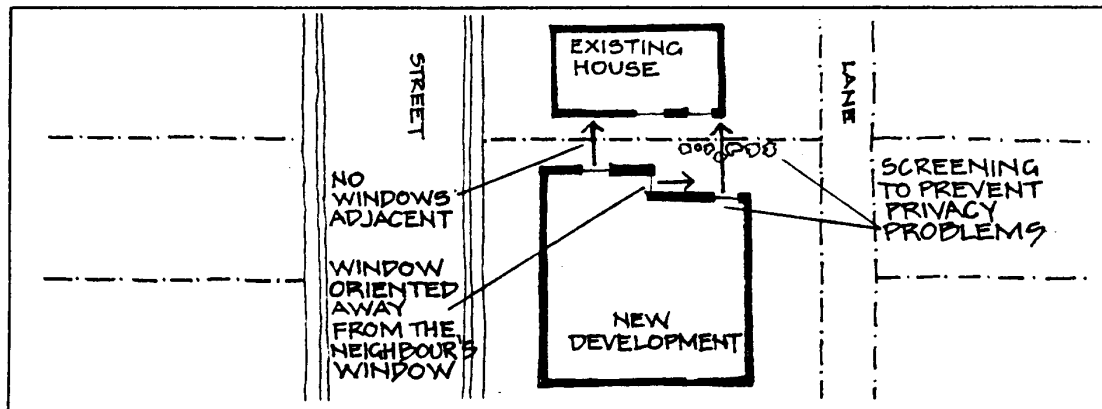 EXISTING
HOUSE
STREET
LANE
NO
WINDOWS
ADJACENT
SCREENING
TO PREVENT
PRIVACY
PROBLEMS
WINDOW
ORIENTED
AWAY
FROM THE
NEIGHBOUR'S
WINDOW
NEW
DEVELOPMENT